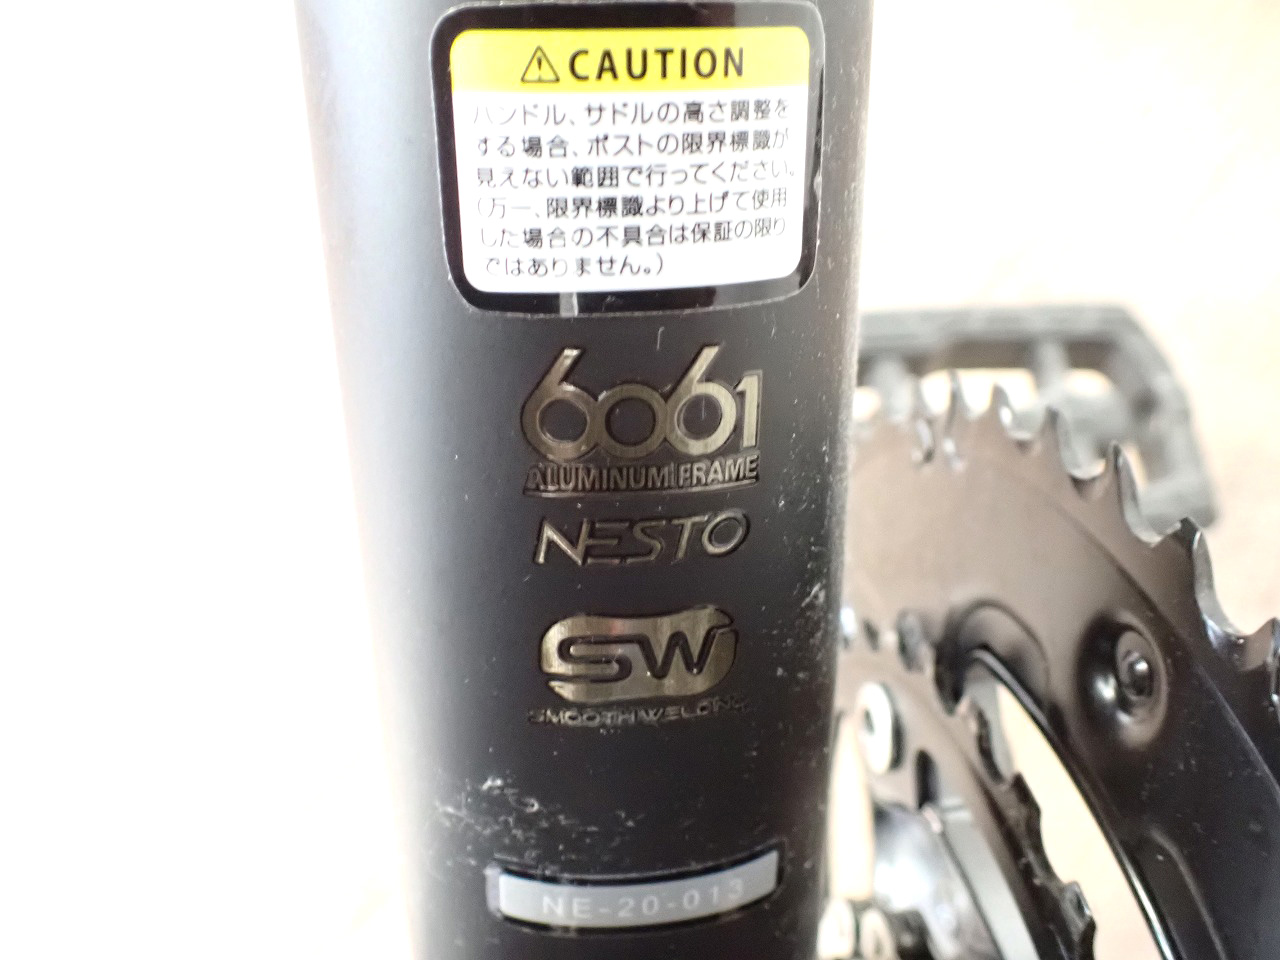 CAUTION
ハンドル、サドルの高さ調整を
する場合、ポストの限界標識が
見えない範囲で行ってください。
(万一、限界標識より上げて使用
した場合の不具合は保証の限り
ではありません。)
6061
ALUMINUM FRAME
NESTO
SW
SMOOTH WELDING
NE-20-013